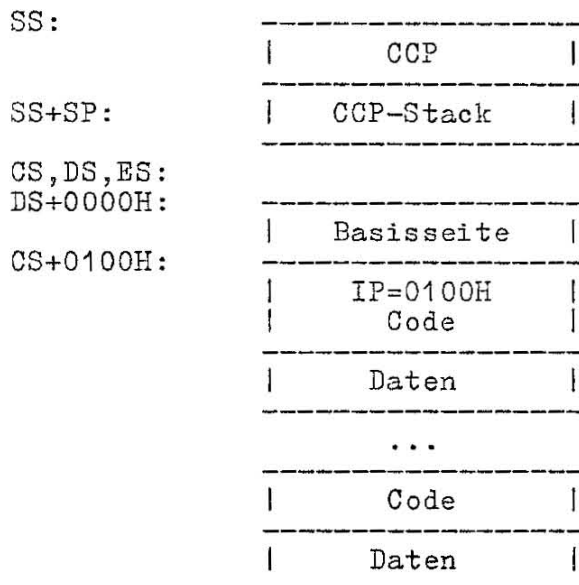 SS:
| CCP |
SS+SP: | CCP-Stack |
CS,DS,ES:
DS+0000H:
| Basisseite |
CS+0100H:
| IP=0100H |
| Code |
| Daten |
...
| Code |
| Daten |